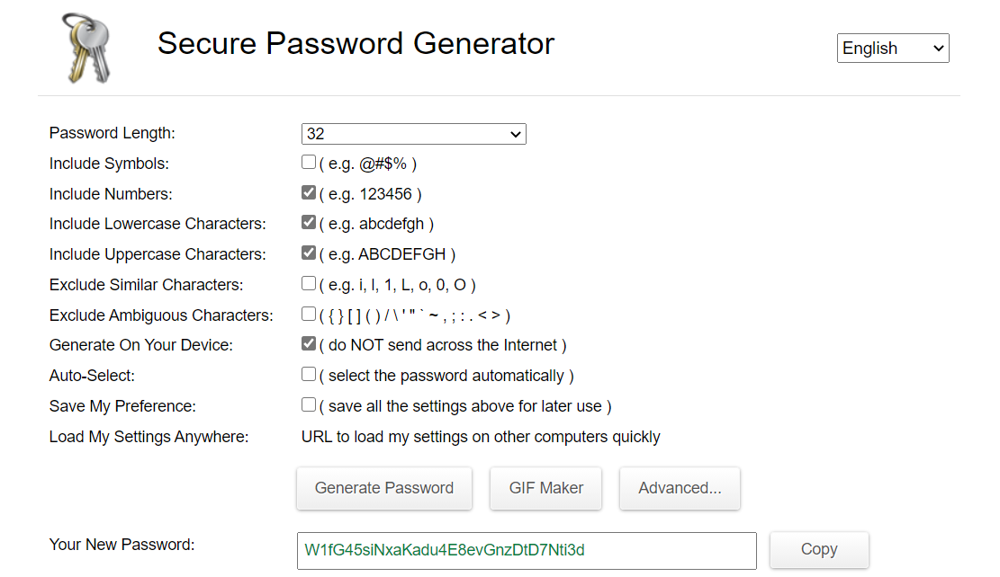 Secure Password Generator
English
Password Length: 32
Include Symbols: ( e.g. @#$% )
Include Numbers: ( e.g. 123456 )
Include Lowercase Characters: ( e.g. abcdefgh )
Include Uppercase Characters: ( e.g. ABCDEFGH )
Exclude Similar Characters: ( e.g. i, l, 1, L, o, 0, O )
Exclude Ambiguous Characters: ( { } [ ] ( ) / \ ' " ` ~ , ; : . < > )
Generate On Your Device: ( do NOT send across the Internet )
Auto-Select: ( select the password automatically )
Save My Preference: ( save all the settings above for later use )
Load My Settings Anywhere: URL to load my settings on other computers quickly
Generate Password GIF Maker Advanced...
Your New Password: W1fG45siNxaKadu4E8evGnzDtD7Nti3d Copy